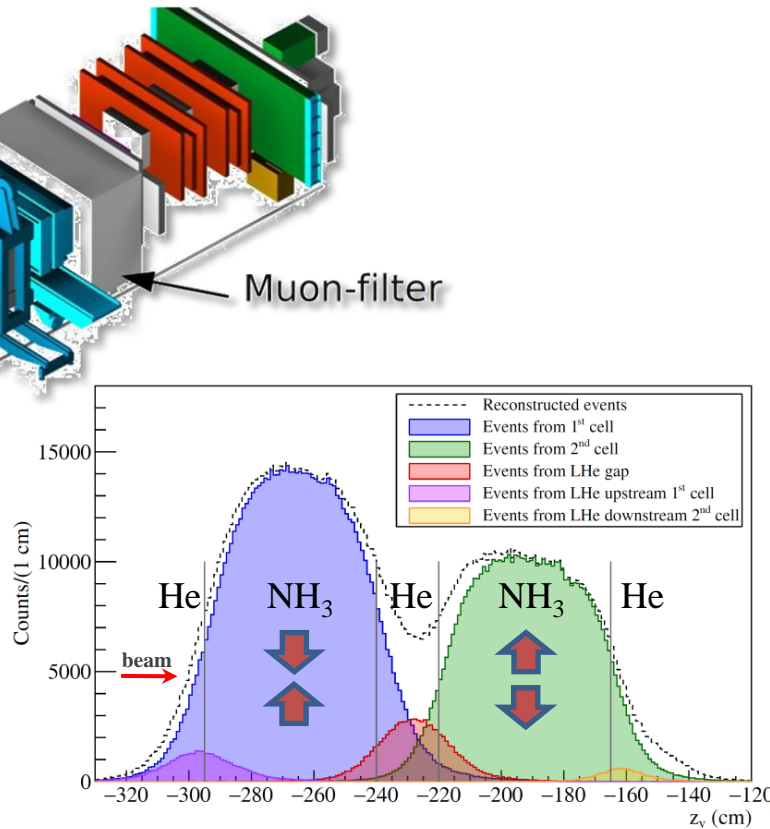 Muon-filter
Reconstructed events
Events from 1st cell
Events from 2nd cell
Events from LHe gap
Events from LHe upstream 1st cell
Events from LHe downstream 2nd cell
15000
10000
5000
0
Counts/(1 cm)
He NH3 He NH3 He
beam
−320 −300 −280 −260 −240 −220 −200 −180 −160 −140 −120
zv (cm)